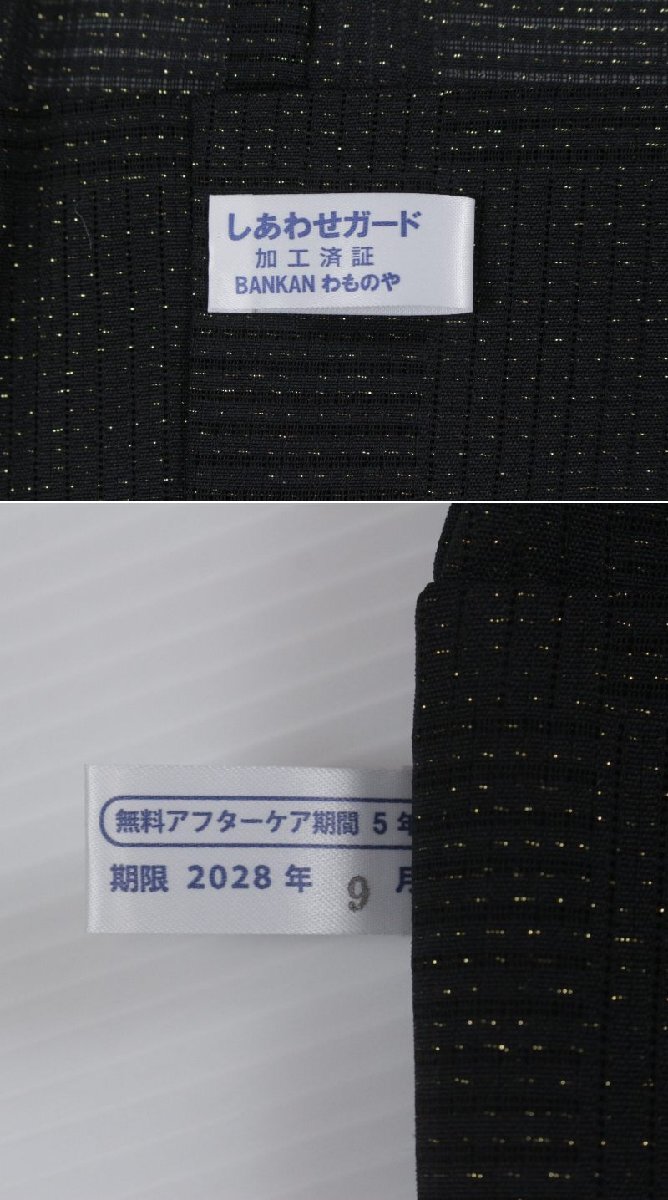 しあわせガード
加工済証
BANKAN わものや
無料アフターケア期間 5 年
期限 2028 年 9 月